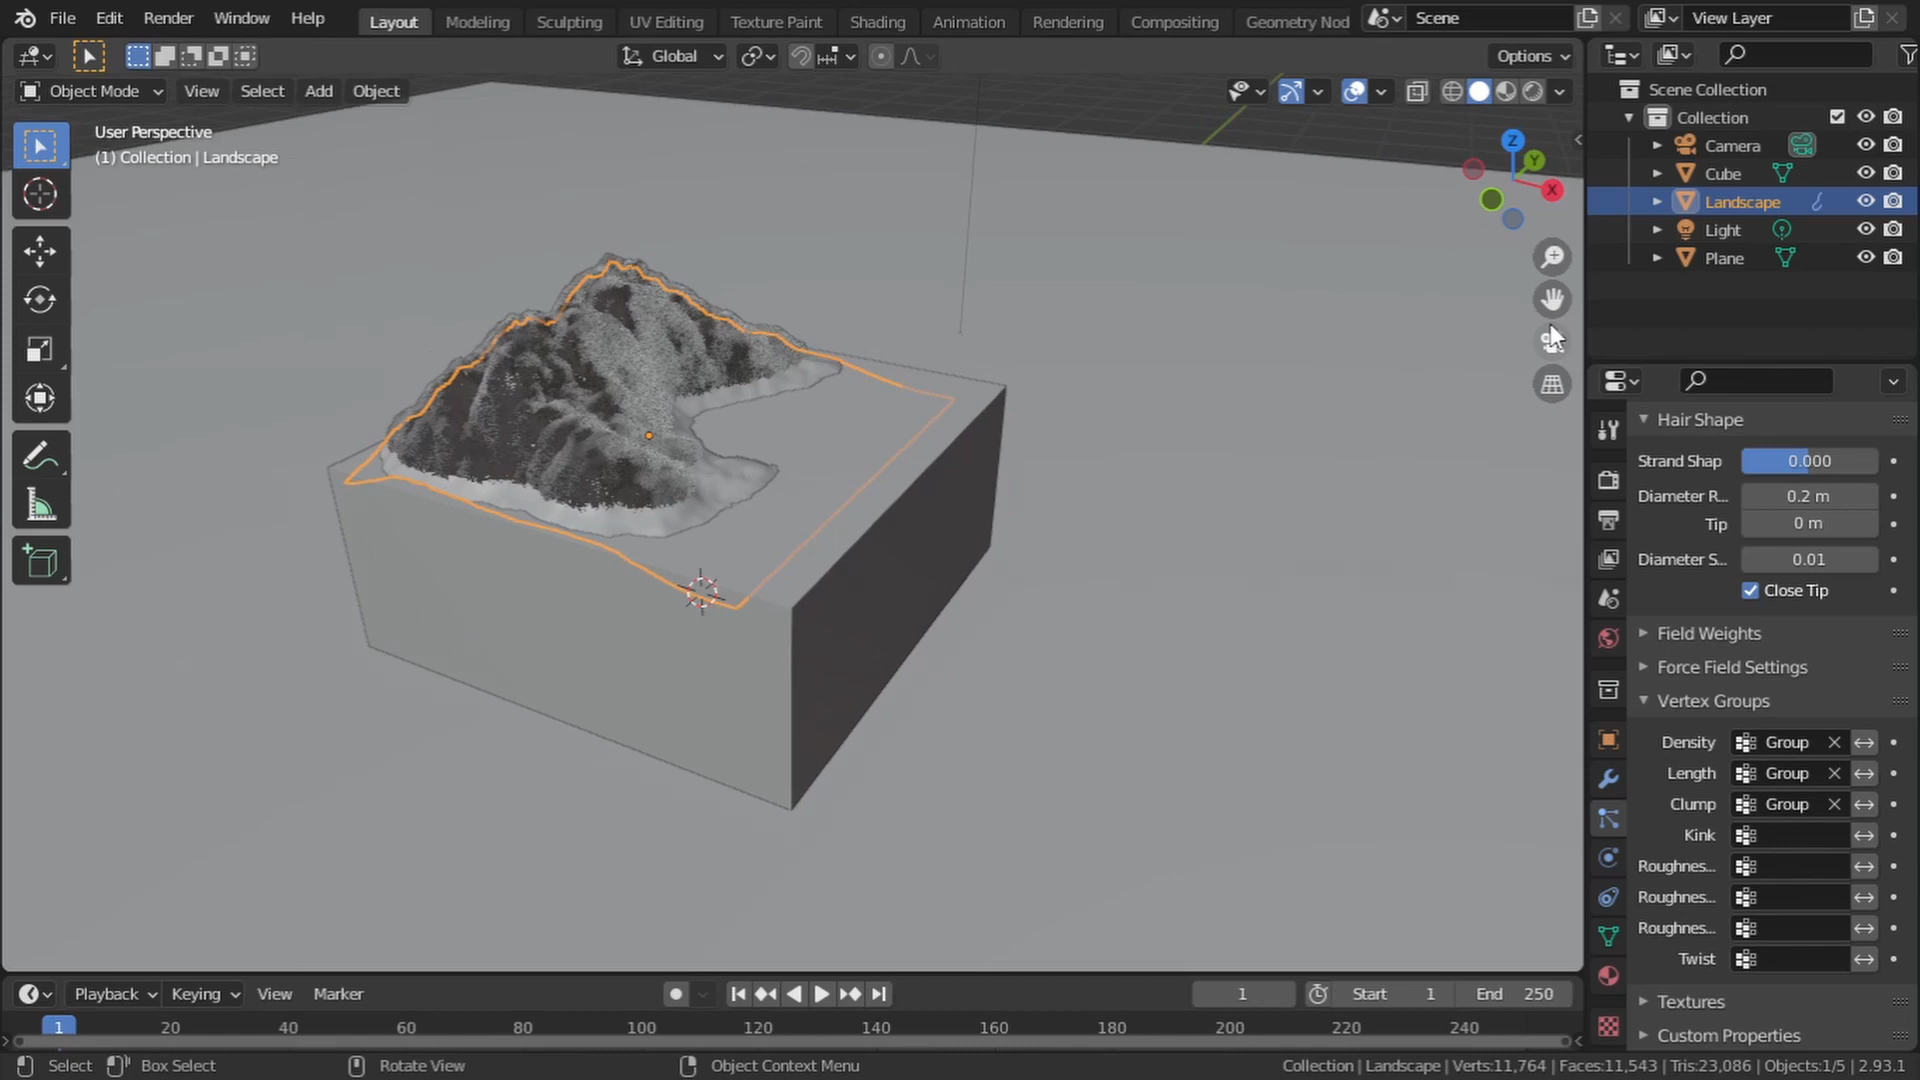 File Edit Render Window Help Layout Modeling Sculpting UV Editing Texture Paint Shading Animation Rendering Compositing Geometry Nod Scene View Layer
Global Options
Object Mode View Select Add Object
User Perspective
(1) Collection | Landscape
Z
Y
X
Scene Collection
Collection
Camera
Cube
Landscape
Light
Plane
Hair Shape
Strand Shap 0.000
Diameter R... 0.2 m
Tip 0 m
Diameter S... 0.01
Close Tip
Field Weights
Force Field Settings
Vertex Groups
Density Group
Length Group
Clump Group
Kink
Roughnes...
Roughnes...
Roughnes...
Twist
Textures
Custom Properties
Playback Keying View Marker 1 Start 1 End 250
1 20 40 60 80 100 120 140 160 180 200 220 240
Select Box Select Rotate View Object Context Menu Collection | Landscape | Verts:11,764 | Faces:11,543 | Tris:23,086 | Objects:1/5 | 2.93.1